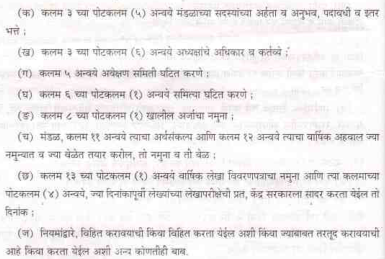 (क) कलम ३ च्या पोटकलम (५) अन्वये मंडळाच्या सदस्यांच्या अर्हता व अनुभव, पदावधी व इतर
भत्ते ;
(ख) कलम ३ च्या पोटकलम (६) अन्वये अध्यक्षांचे अधिकार व कर्तव्ये ;
(ग) कलम ५ अन्वये अवेक्षण समिती घटित करणे ;
(घ) कलम ६ च्या पोटकलम (१) अन्वये समित्या घटित करणे ;
(ङ) कलम ८ च्या पोटकलम (१) खालील अर्जाचा नमुना ;
(च) मंडळ, कलम ११ अन्वये त्याचा अर्थसंकल्प आणि कलम १२ अन्वये त्याचा वार्षिक अहवाल ज्या
नमुन्यात व ज्या वेळेत तयार करील, तो नमुना व ती वेळ ;
(छ) कलम १३ च्या पोटकलम (१) अन्वये वार्षिक लेखा विवरणपत्राचा नमुना आणि त्या कलमाच्या
पोटकलम (४) अन्वये, ज्या दिनांकापूर्वी लेख्यांच्या लेखापरीक्षेची प्रत, केंद्र सरकारला सादर करता येईल तो
दिनांक ;
(ज) नियमांद्वारे, विहित करावयाची किंवा विहित करता येईल अशी किंवा ज्याबाबत तरतूद करावयाची
आहे किंवा करता येईल अशी अन्य कोणतीही बाब.